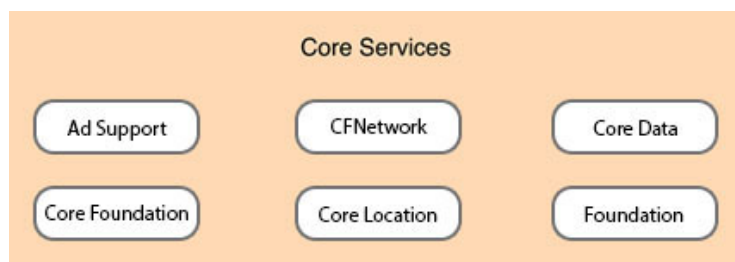 Core Services
Ad Support
CFNetwork
Core Data
Core Foundation
Core Location
Foundation